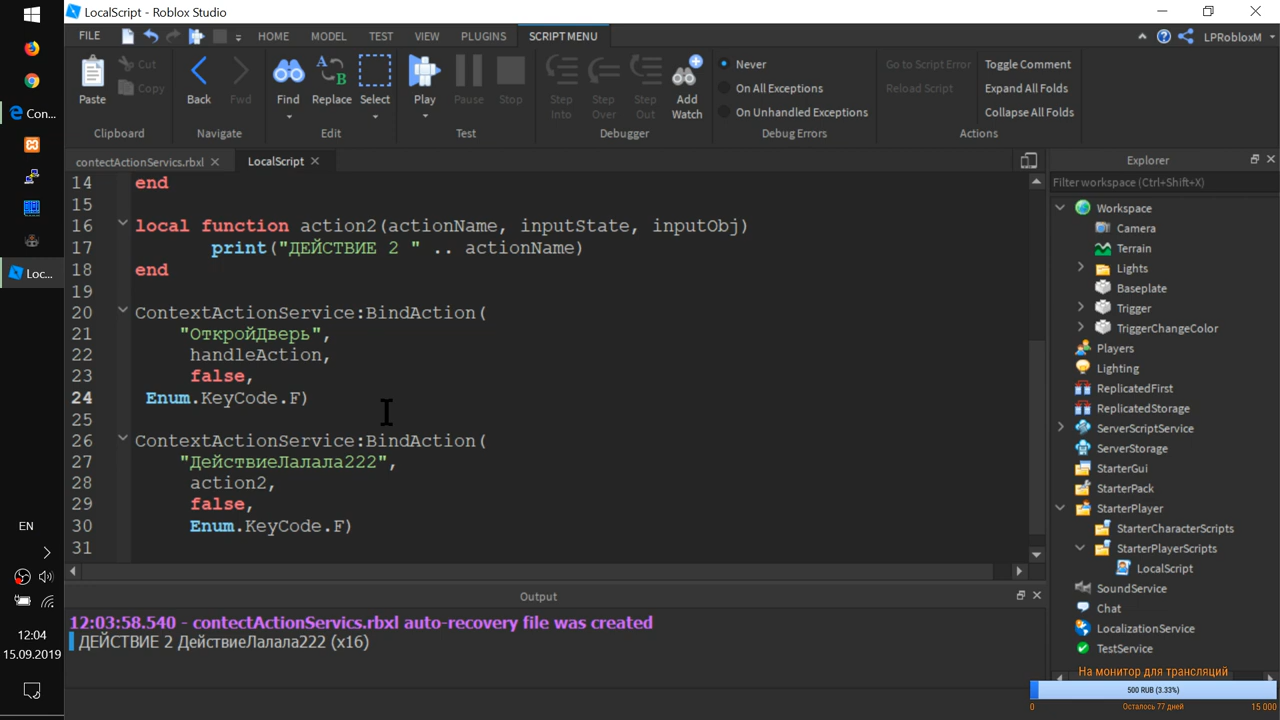 LocalScript - Roblox Studio
FILE HOME MODEL TEST VIEW PLUGINS SCRIPT MENU LPRobloxM
Paste Cut Copy
Clipboard
Back Fwd
Navigate
Find Replace Select
Edit
Play Pause Stop
Test
Step Into Step Over Step Out Add Watch
Debugger
Never
On All Exceptions
On Unhandled Exceptions
Debug Errors
Go to Script Error
Reload Script
Toggle Comment
Expand All Folds
Collapse All Folds
Actions
Con...
Loc...
EN
12:04
15.09.2019
contectActionServics.rbxl LocalScript
14 end
15
16 local function action2(actionName, inputState, inputObj)
17 print("ДЕЙСТВИЕ 2 " .. actionName)
18 end
19
20 ContextActionService:BindAction(
21 "ОткройДверь",
22 handleAction,
23 false,
24 Enum.KeyCode.F)
25
26 ContextActionService:BindAction(
27 "ДействиеЛалала222",
28 action2,
29 false,
30 Enum.KeyCode.F)
31
Output
12:03:58.540 - contectActionServics.rbxl auto-recovery file was created
ДЕЙСТВИЕ 2 ДействиеЛалала222 (x16)
Explorer
Filter workspace (Ctrl+Shift+X)
Workspace
Camera
Terrain
Lights
Baseplate
Trigger
TriggerChangeColor
Players
Lighting
ReplicatedFirst
ReplicatedStorage
ServerScriptService
ServerStorage
StarterGui
StarterPack
StarterPlayer
StarterCharacterScripts
StarterPlayerScripts
LocalScript
SoundService
Chat
LocalizationService
TestService
На монитор для трансляций
500 RUB (3.33%)
0 Осталось 77 дней 15 000